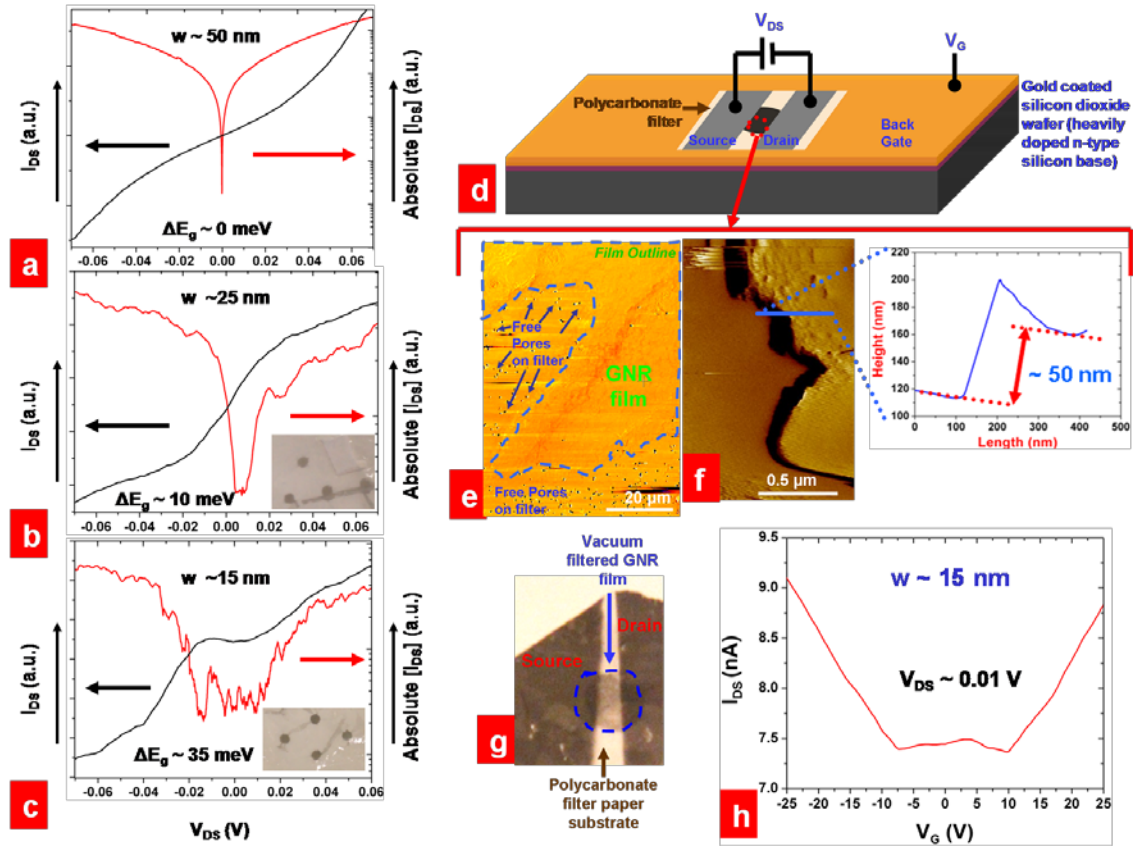 w ~ 50 nm
I_DS (a.u.)
Absolute [I_DS] (a.u.)
ΔE_g ~ 0 meV
-0.06 -0.04 -0.02 0.00 0.02 0.04 0.06
a
w ~25 nm
I_DS (a.u.)
Absolute [I_DS] (a.u.)
ΔE_g ~ 10 meV
-0.06 -0.04 -0.02 0.00 0.02 0.04 0.06
b
w ~15 nm
I_DS (a.u.)
Absolute [I_DS] (a.u.)
ΔE_g ~ 35 meV
-0.06 -0.04 -0.02 0.00 0.02 0.04 0.06
c
V_DS (V)
V_DS
V_G
Polycarbonate
filter
Source
Drain
Back
Gate
Gold coated
silicon dioxide
wafer (heavily
doped n-type
silicon base)
d
Film Outline
Free
Pores
on filter
GNR
film
Free Pores
on filter
20 µm
e
0.5 µm
f
Height (nm)
220
200
180
160
140
120
100
~ 50 nm
0 100 200 300 400 500
Length (nm)
Vacuum
filtered GNR
film
Drain
Source
g
Polycarbonate
filter paper
substrate
I_DS (nA)
9.5
9.0
8.5
8.0
7.5
7.0
w ~ 15 nm
V_DS ~ 0.01 V
-25 -20 -15 -10 -5 0 5 10 15 20 25
V_G (V)
h